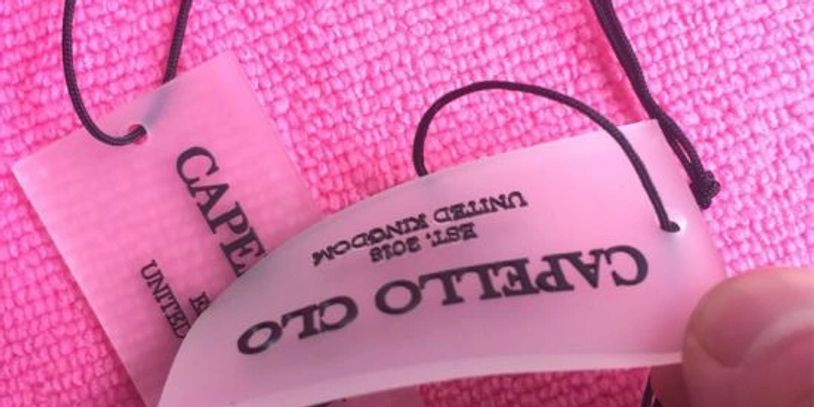 CAPE
E
UNITED
CAPELLO CLO
EST. 2018
UNITED KINGDOM